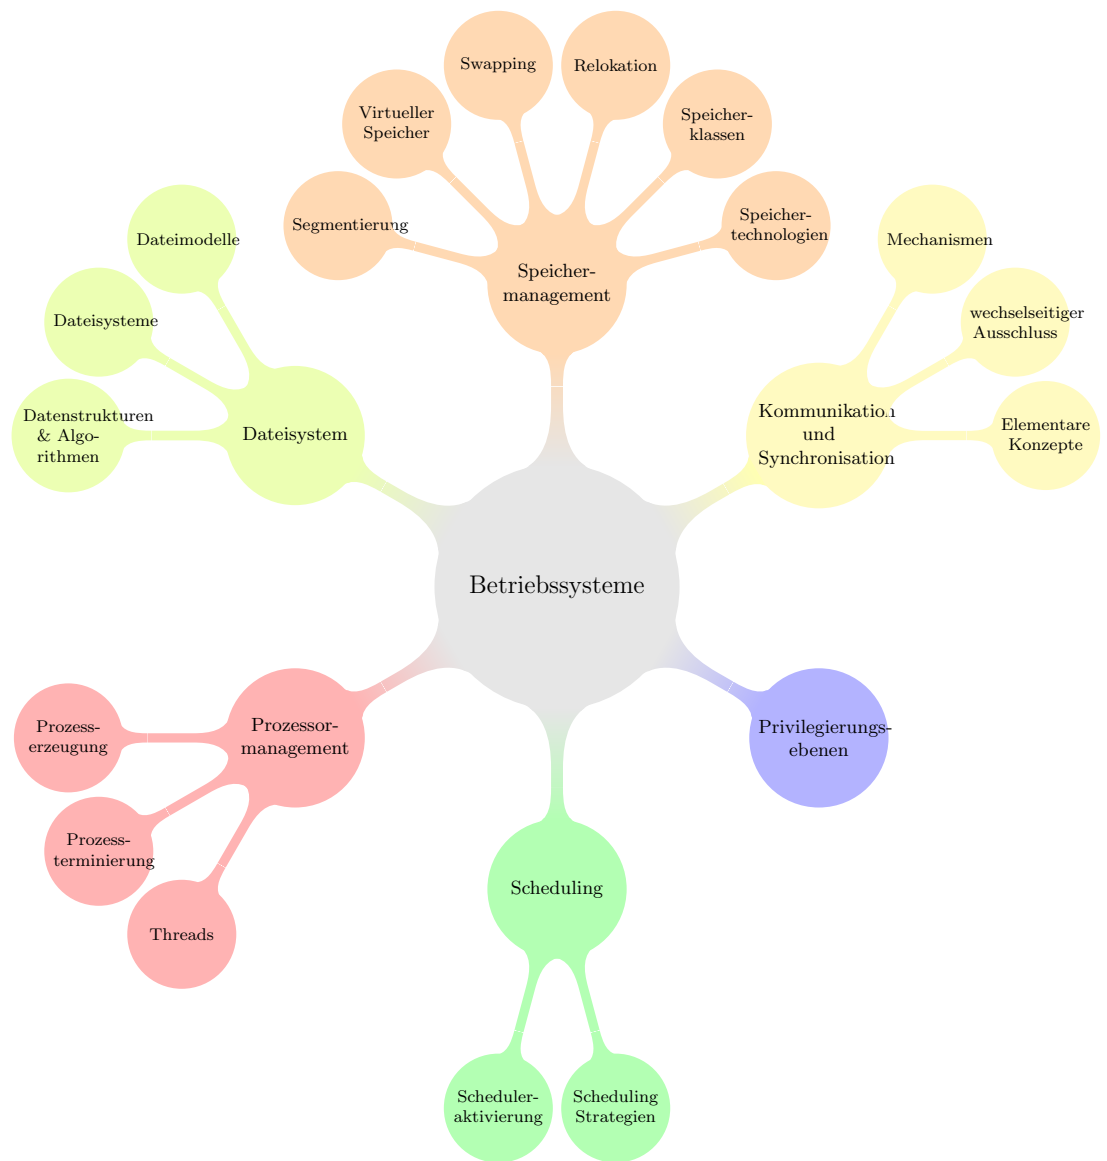 Betriebssysteme
Speicher-
management
Segmentierung
Virtueller
Speicher
Swapping
Relokation
Speicher-
klassen
Speicher-
technologien
Kommunikation
und
Synchronisation
Mechanismen
wechselseitiger
Ausschluss
Elementare
Konzepte
Privilegierungs-
ebenen
Scheduling
Scheduler-
aktivierung
Scheduling
Strategien
Prozessor-
management
Prozess-
erzeugung
Prozess-
terminierung
Threads
Dateisystem
Dateimodelle
Dateisysteme
Datenstrukturen
& Algo-
rithmen